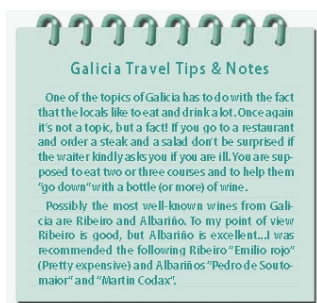 Galicia Travel Tips & Notes
One of the topics of Galicia has to do with the fact
that the locals like to eat and drink a lot. Once again
it's not a topic, but a fact! If you go to a restaurant
and order a steak and a salad don't be surprised if
the waiter kindly asks you if you are ill. You are sup-
posed to eat two or three courses and to help them
"go down" with a bottle (or more) of wine.
Possibly the most well-known wines from Gali-
cia are Ribeiro and Albariño. To my point of view
Ribeiro is good, but Albariño is excellent...I was
recommended the following Ribeiro "Emilio rojo"
(Pretty expensive) and Albariños "Pedro de Souto-
maior" and "Martin Codax".